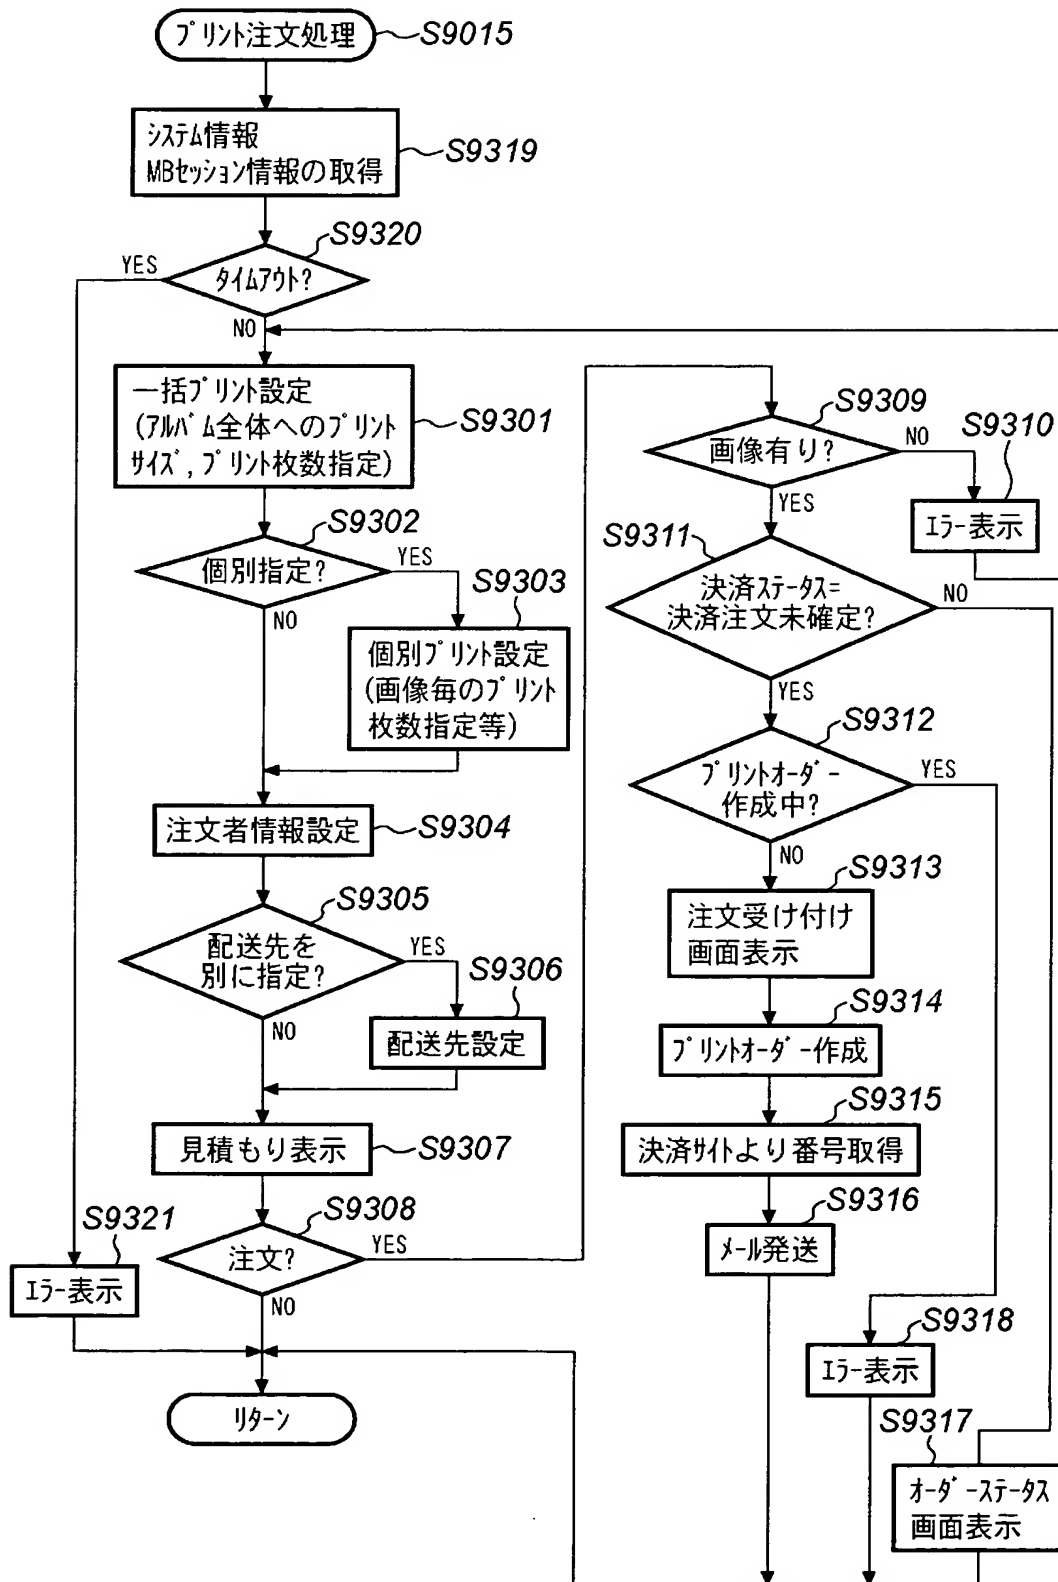 プリント注文処理
S9015
システム情報
MBセッション情報の取得
S9319
S9320
タイムアウト?
YES
NO
一括プリント設定
(アルバム全体へのプリント
サイズ,プリント枚数指定)
S9301
S9302
個別指定?
YES
NO
S9303
個別プリント設定
(画像毎のプリント
枚数指定等)
注文者情報設定
S9304
S9305
配送先を
別に指定?
YES
NO
S9306
配送先設定
見積もり表示
S9307
S9308
注文?
YES
NO
S9321
エラー表示
リターン
S9309
画像有り?
NO
YES
S9310
エラー表示
S9311
決済ステータス=
決済注文未確定?
NO
YES
S9312
プリントオーダー
作成中?
YES
NO
S9313
注文受け付け
画面表示
S9314
プリントオーダー作成
S9315
決済サイトより番号取得
S9316
メール発送
S9318
エラー表示
S9317
オーダーステータス
画面表示